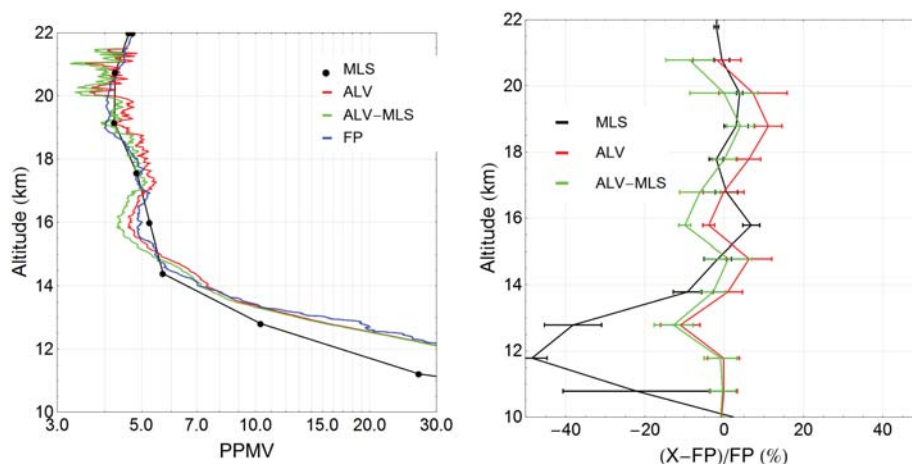 22
20
18
16
14
12
10
Altitude (km)
MLS
ALV
ALV−MLS
FP
3.0 5.0 7.0 10.0 15.0 20.0 30.0
PPMV
22
20
18
16
14
12
10
Altitude (km)
MLS
ALV
ALV−MLS
−40 −20 0 20 40
(X−FP)/FP (%)